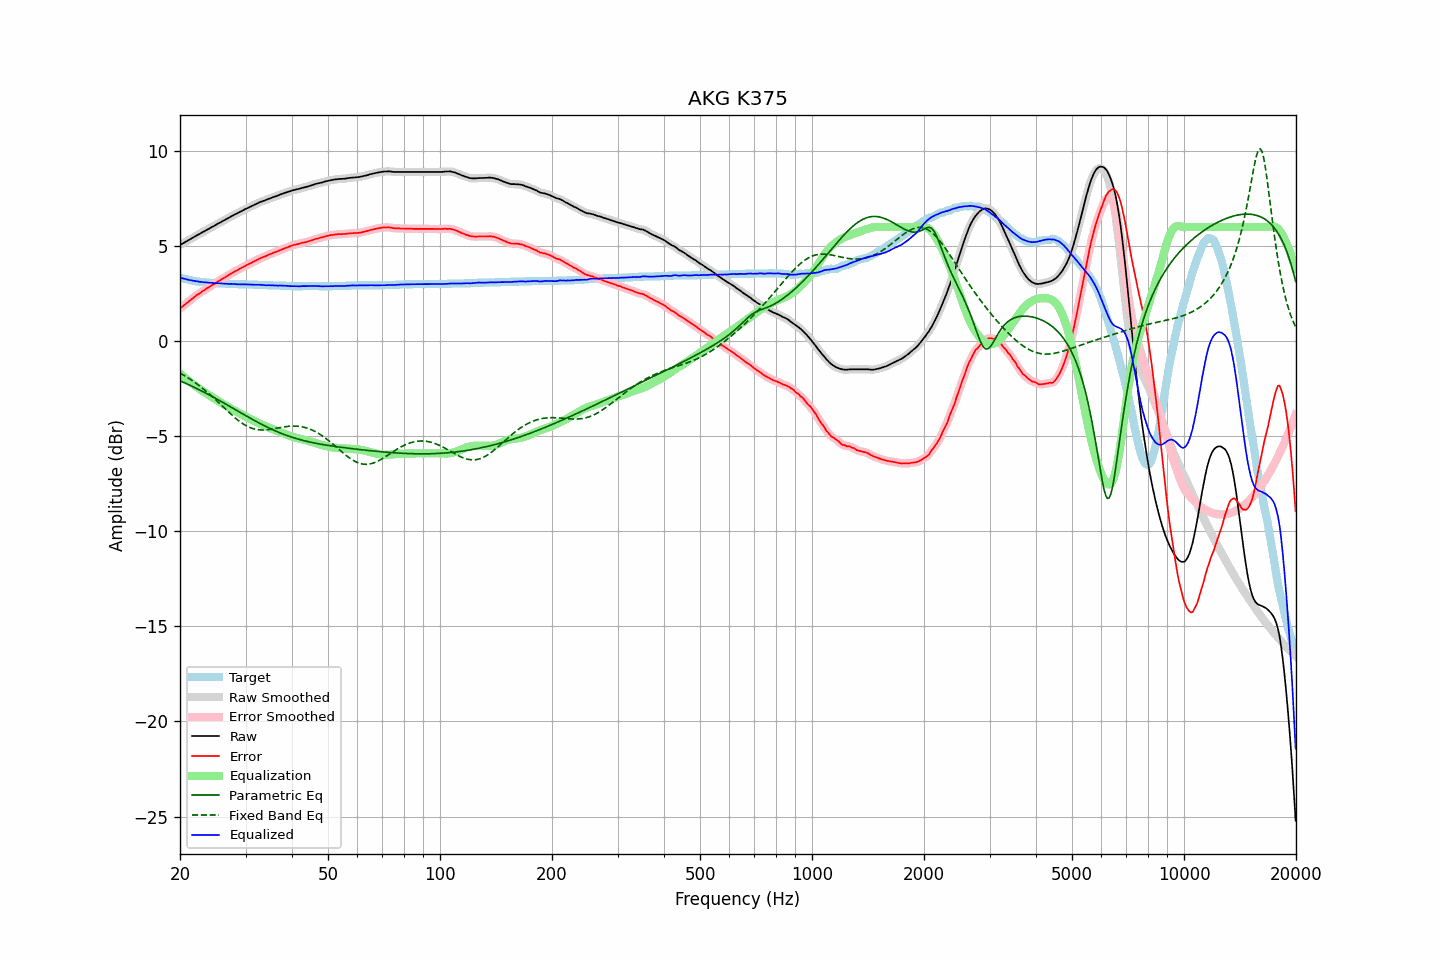 AKG K375
Amplitude (dBr)
10
5
0
−5
−10
−15
−20
−25
Target
Raw Smoothed
Error Smoothed
Raw
Error
Equalization
Parametric Eq
Fixed Band Eq
Equalized
20 50 100 200 500 1000 2000 5000 10000 20000
Frequency (Hz)